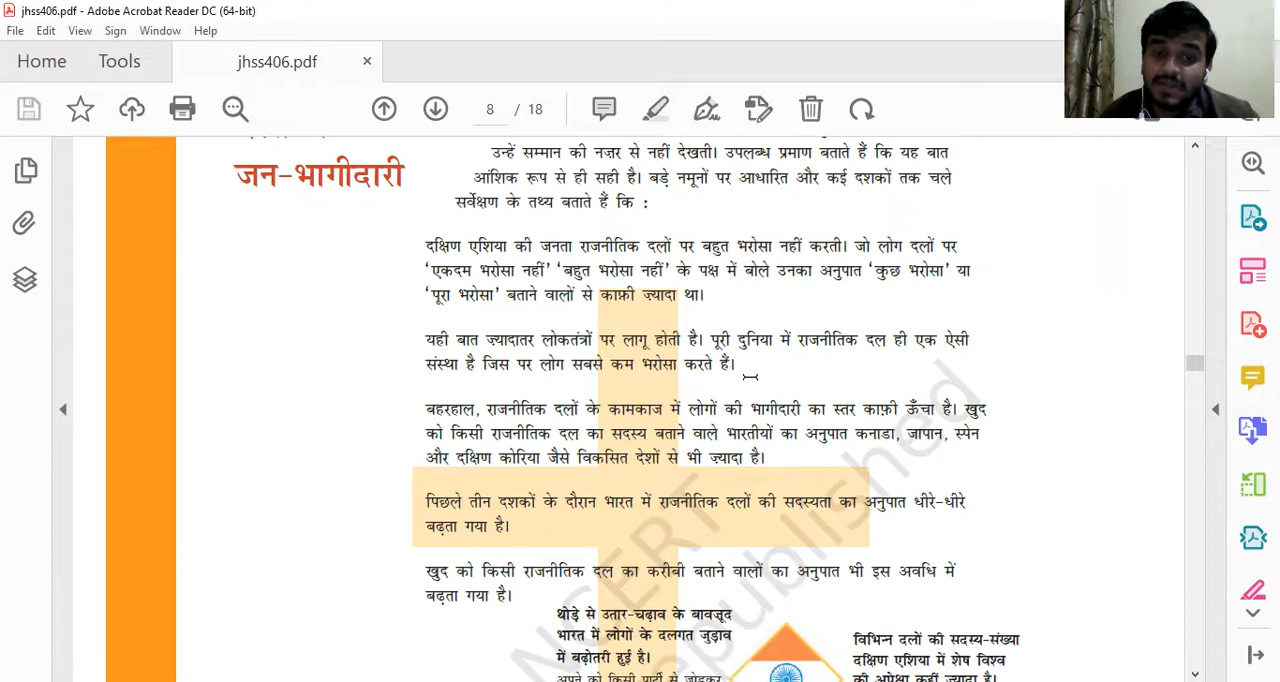 jhss406.pdf - Adobe Acrobat Reader DC (64-bit)
File Edit View Sign Window Help
Home Tools jhss406.pdf ×
8 / 18
जन-भागीदारी
उन्हें सम्मान की नज़र से नहीं देखती। उपलब्ध प्रमाण बताते हैं कि यह बात
आंशिक रूप से ही सही है। बड़े नमूनों पर आधारित और कई दशकों तक चले
सर्वेक्षण के तथ्य बताते हैं कि :
दक्षिण एशिया की जनता राजनीतिक दलों पर बहुत भरोसा नहीं करती। जो लोग दलों पर
‘एकदम भरोसा नहीं’ ‘बहुत भरोसा नहीं’ के पक्ष में बोले उनका अनुपात ‘कुछ भरोसा’ या
‘पूरा भरोसा’ बताने वालों से काफ़ी ज़्यादा था।
यही बात ज़्यादातर लोकतंत्रों पर लागू होती है। पूरी दुनिया में राजनीतिक दल ही एक ऐसी
संस्था है जिस पर लोग सबसे कम भरोसा करते हैं।
बहरहाल, राजनीतिक दलों के कामकाज में लोगों की भागीदारी का स्तर काफ़ी ऊँचा है। खुद
को किसी राजनीतिक दल का सदस्य बताने वाले भारतीयों का अनुपात कनाडा, जापान, स्पेन
और दक्षिण कोरिया जैसे विकसित देशों से भी ज़्यादा है।
पिछले तीन दशकों के दौरान भारत में राजनीतिक दलों की सदस्यता का अनुपात धीरे-धीरे
बढ़ता गया है।
खुद को किसी राजनीतिक दल का करीबी बताने वालों का अनुपात भी इस अवधि में
बढ़ता गया है।
थोड़े से उतार-चढ़ाव के बावजूद
भारत में लोगों के दलगत जुड़ाव
में बढ़ोतरी हुई है।
अपने को किसी पार्टी से जोड़कर
विभिन्न दलों की सदस्य-संख्या
दक्षिण एशिया में शेष विश्व
की अपेक्षा कहीं ज़्यादा है।
NCERT
republished